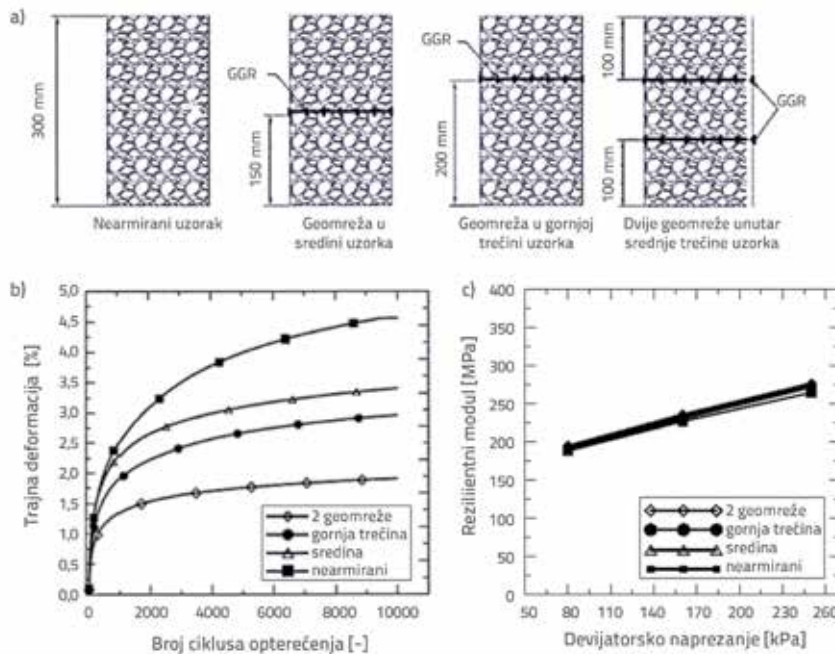 a)
300 mm
Nearmirani uzorak
GGR
150 mm
Geomreža u
sredini uzorka
GGR
200 mm
Geomreža u gornjoj
trečini uzorka
100 mm
GGR
100 mm
Dvije geomreže unutar
srednje trečine uzorka
b)
Trajna deformacija [%]
5,0
4,5
4,0
3,5
3,0
2,5
2,0
1,5
1,0
0,5
0,0
0
2000
4000
6000
8000
10000
Broj ciklusa opterećenja [-]
2 geomreže
gornja trečina
sredina
nearmirani
c)
Rezilijentni modul [MPa]
400
350
300
250
200
150
100
50
0
50
80
110
140
170
200
230
260
Devijatorsko naprezanje [kPa]
2 geomreže
gornja trečina
sredina
nearmirani